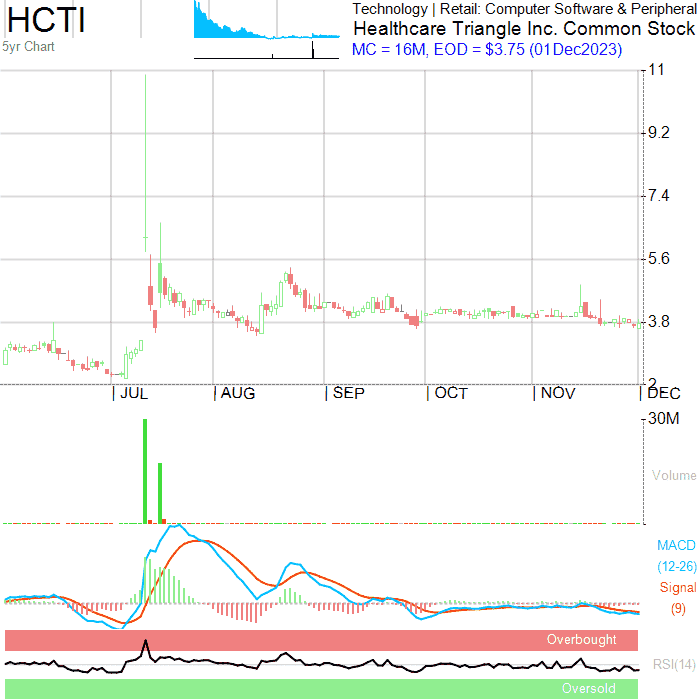 HCTI
5yr Chart
Technology | Retail: Computer Software & Peripheral
Healthcare Triangle Inc. Common Stock
MC = 16M, EOD = $3.75 (01Dec2023)
11
9.2
7.4
5.6
3.8
2
JUL
AUG
SEP
OCT
NOV
DEC
30M
Volume
MACD
(12-26)
Signal
(9)
Overbought
RSI(14)
Oversold